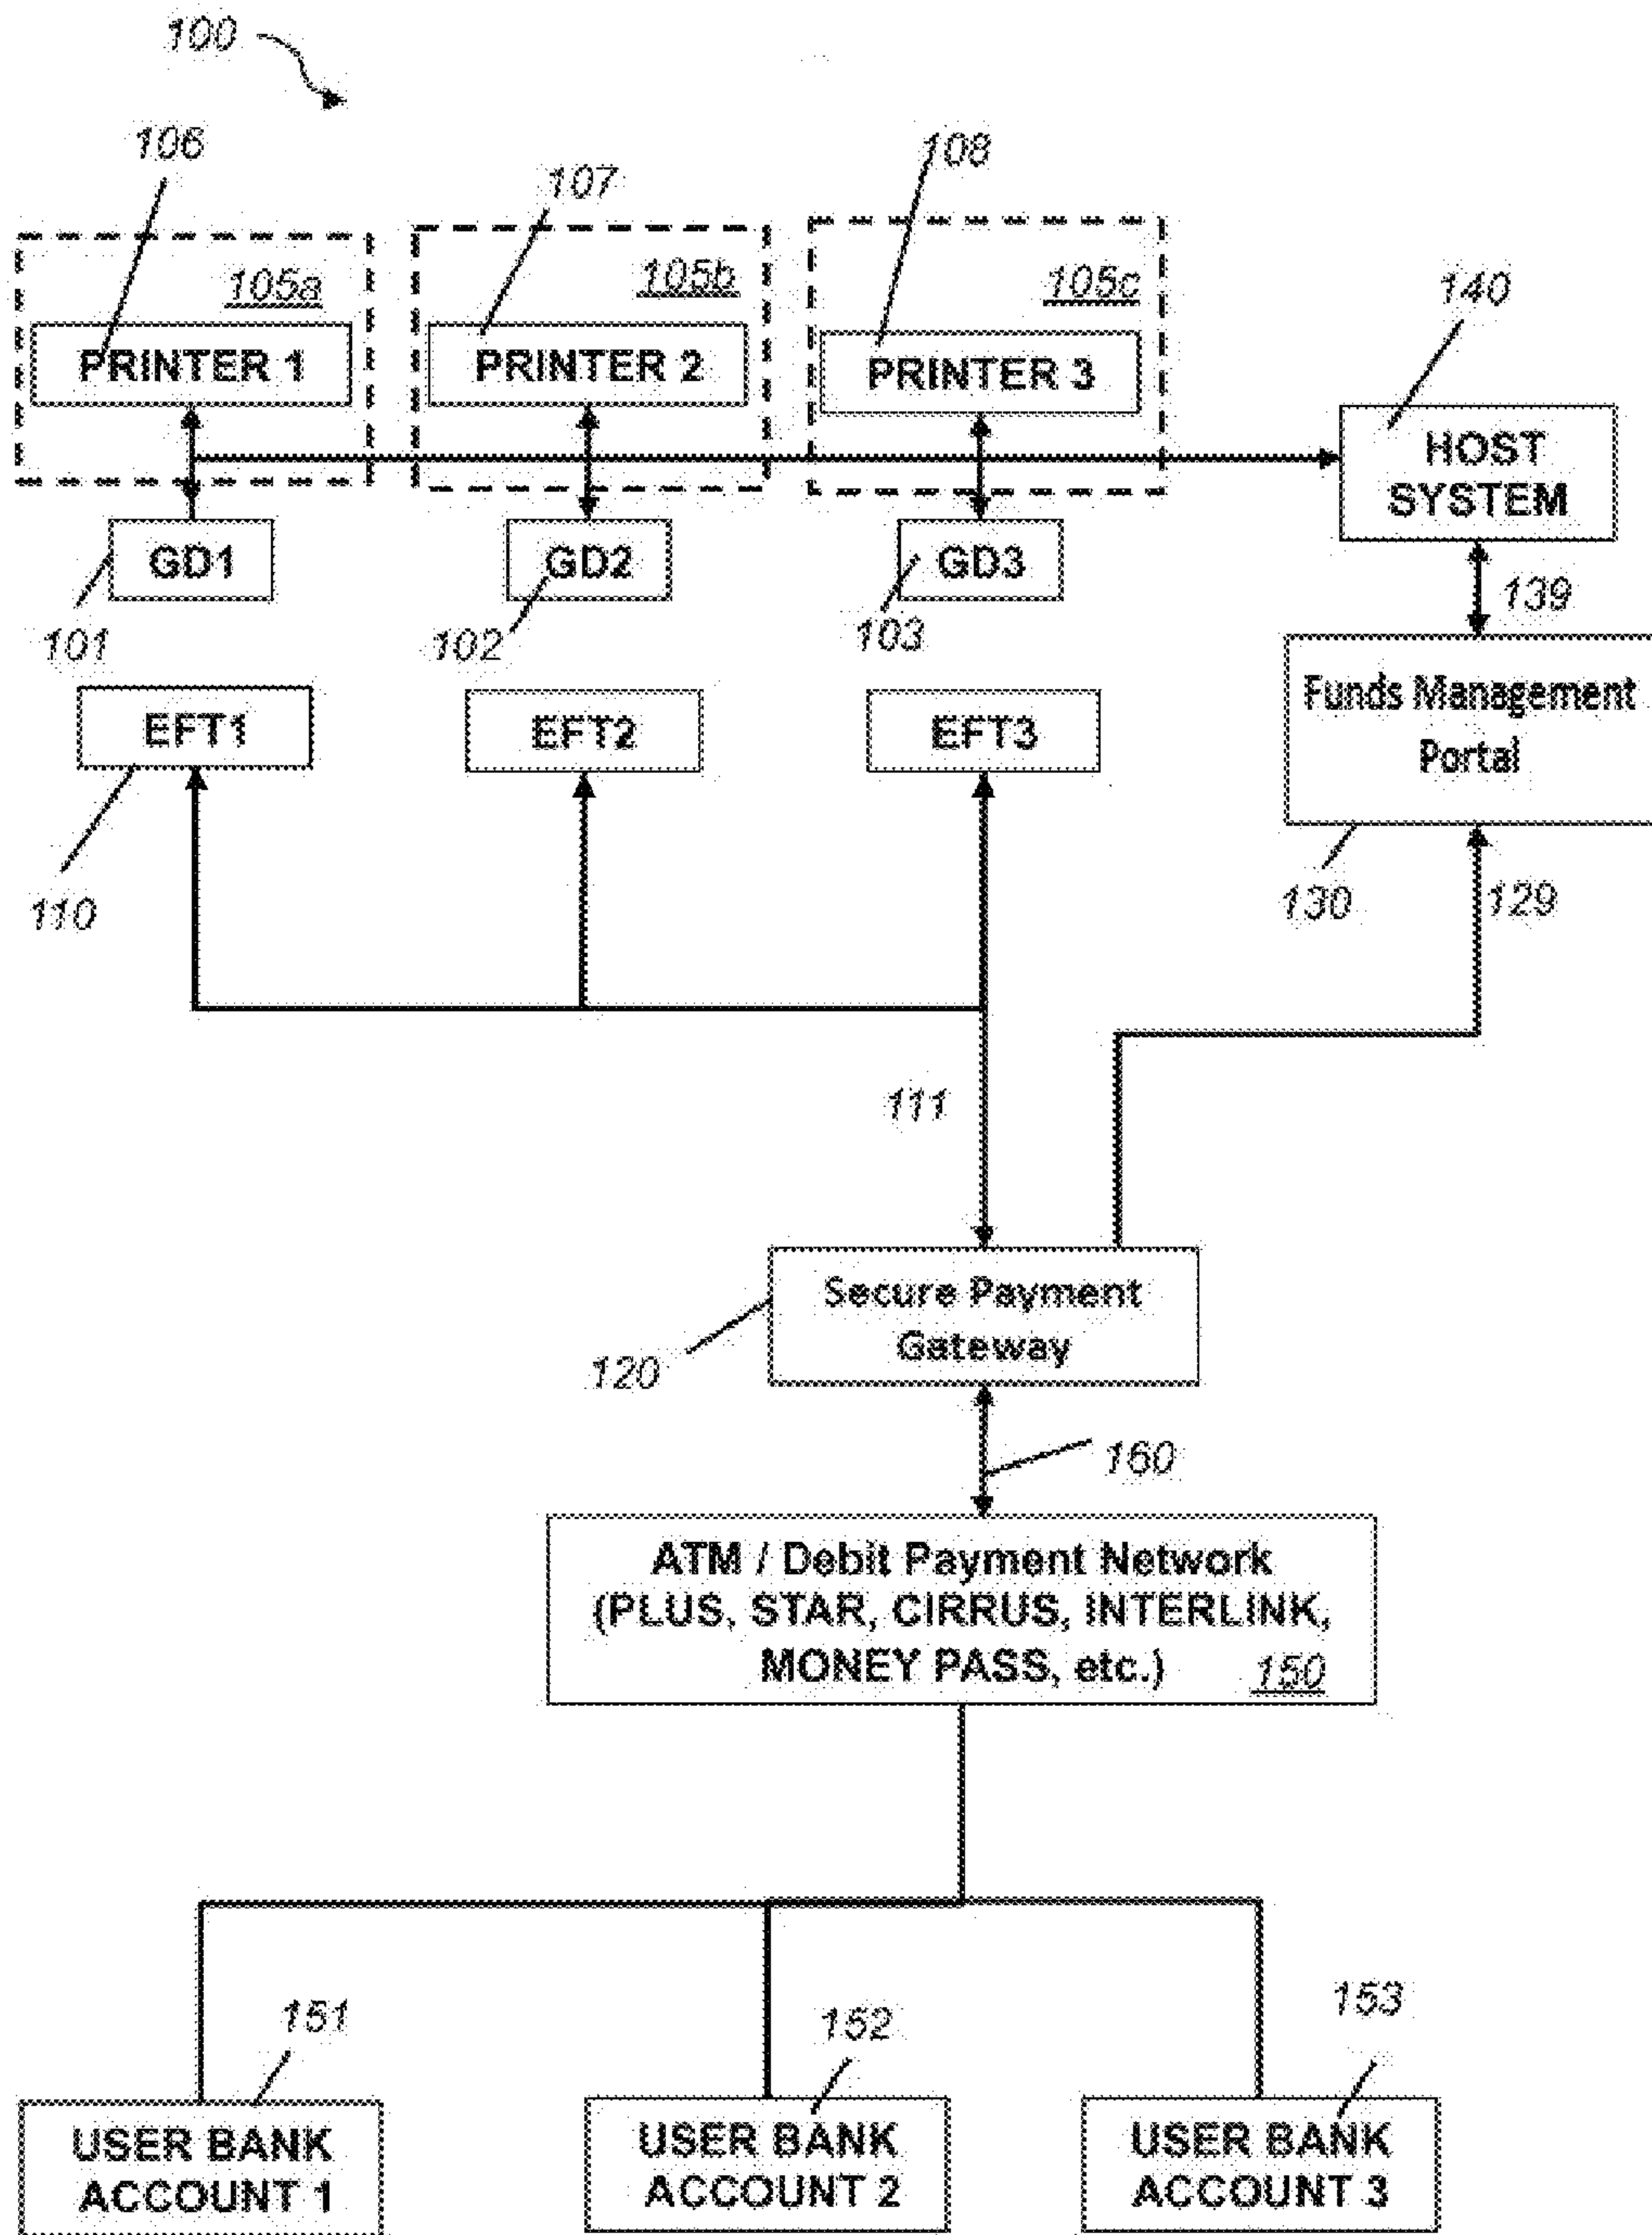 100
106
107
108
105a
105b
105c
140
PRINTER 1
PRINTER 2
PRINTER 3
HOST
SYSTEM
GD1
GD2
GD3
139
101
102
103
EFT1
EFT2
EFT3
Funds Management
Portal
110
130
129
111
Secure Payment
Gateway
120
160
ATM / Debit Payment Network
(PLUS, STAR, CIRRUS, INTERLINK,
MONEY PASS, etc.) 150
151
152
153
USER BANK
ACCOUNT 1
USER BANK
ACCOUNT 2
USER BANK
ACCOUNT 3